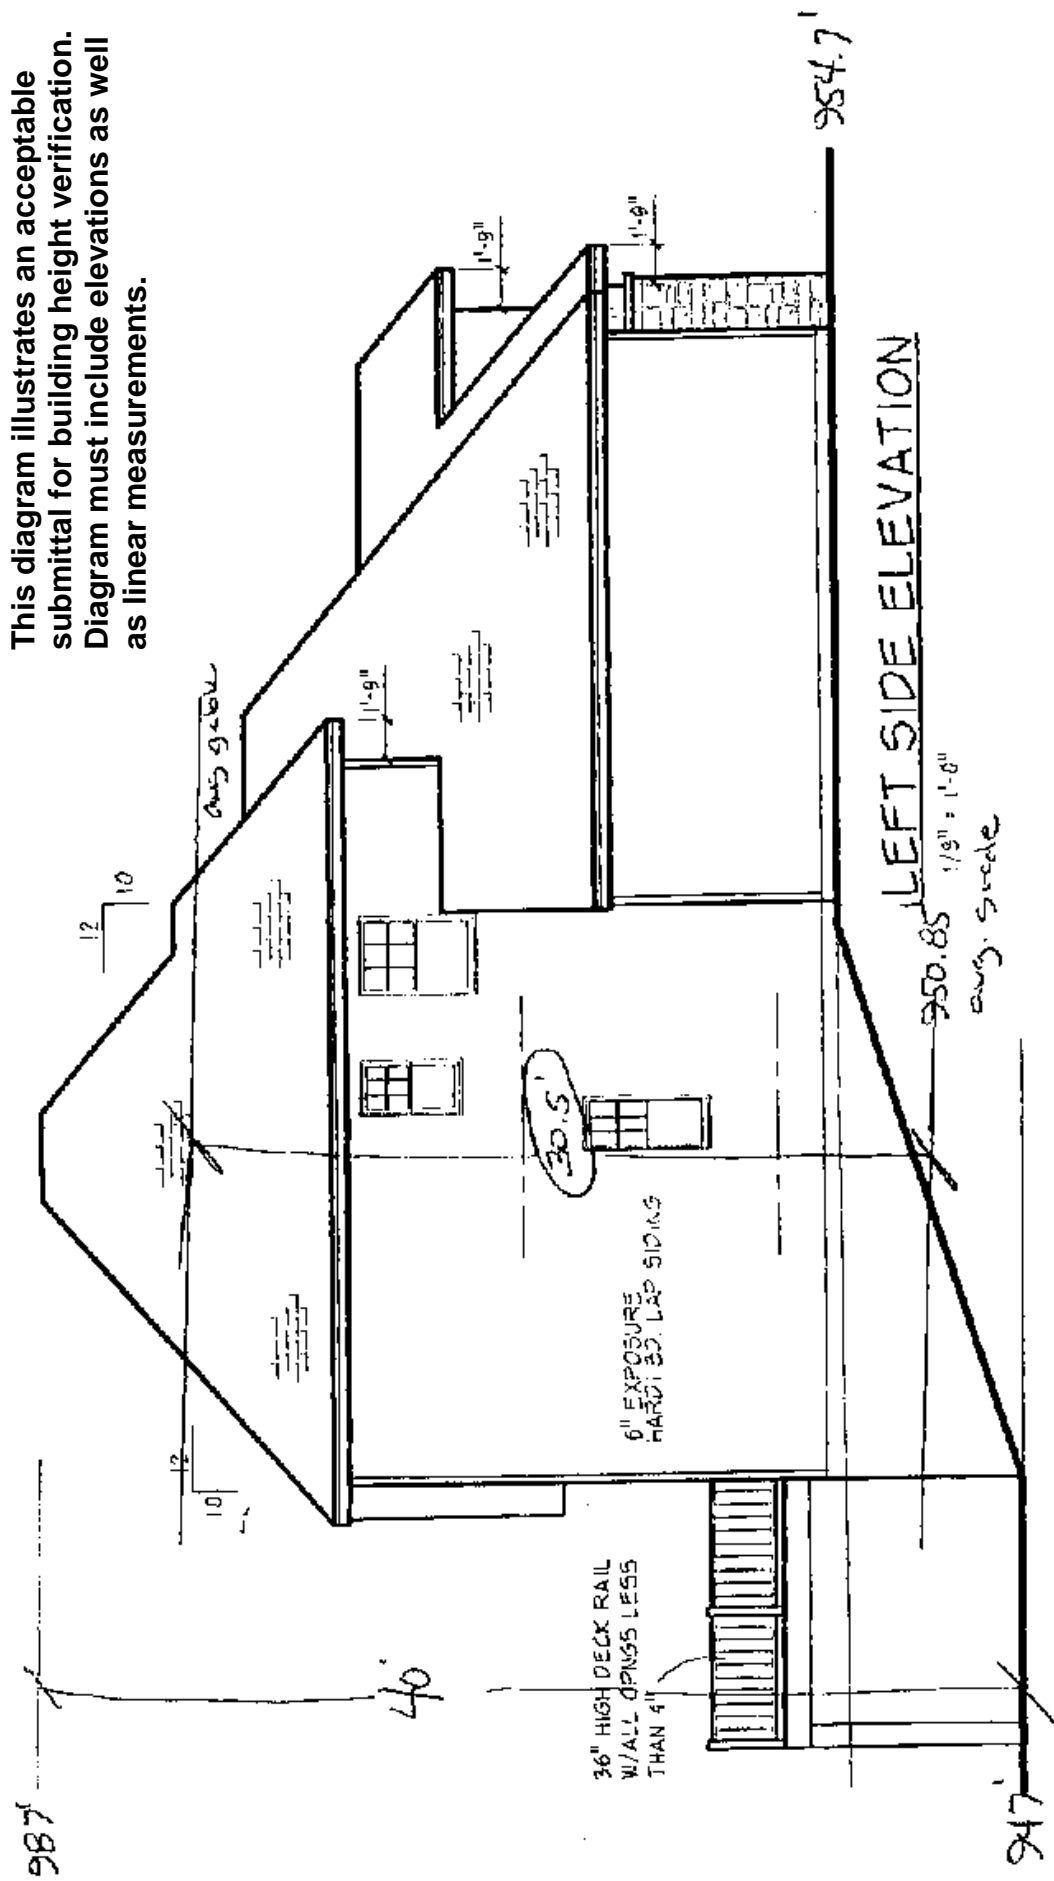 This diagram illustrates an acceptable
submittal for building height verification.
Diagram must include elevations as well
as linear measurements.
987'
40'
947'
12
10
12
10
avg gable
1'-9"
1'-9"
1'-9"
30.5'
36" HIGH DECK RAIL
W/ALL OPNGS LESS
THAN 4"
6" EXPOSURE
HARDI BD. LAP SIDING
954.7'
LEFT SIDE ELEVATION
950.85
1/8" = 1'-0"
avg. grade